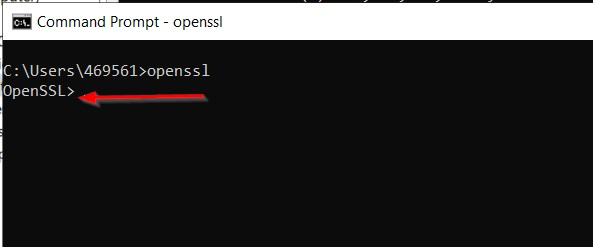 Command Prompt - openssl
C:\Users\469561>openssl
OpenSSL>